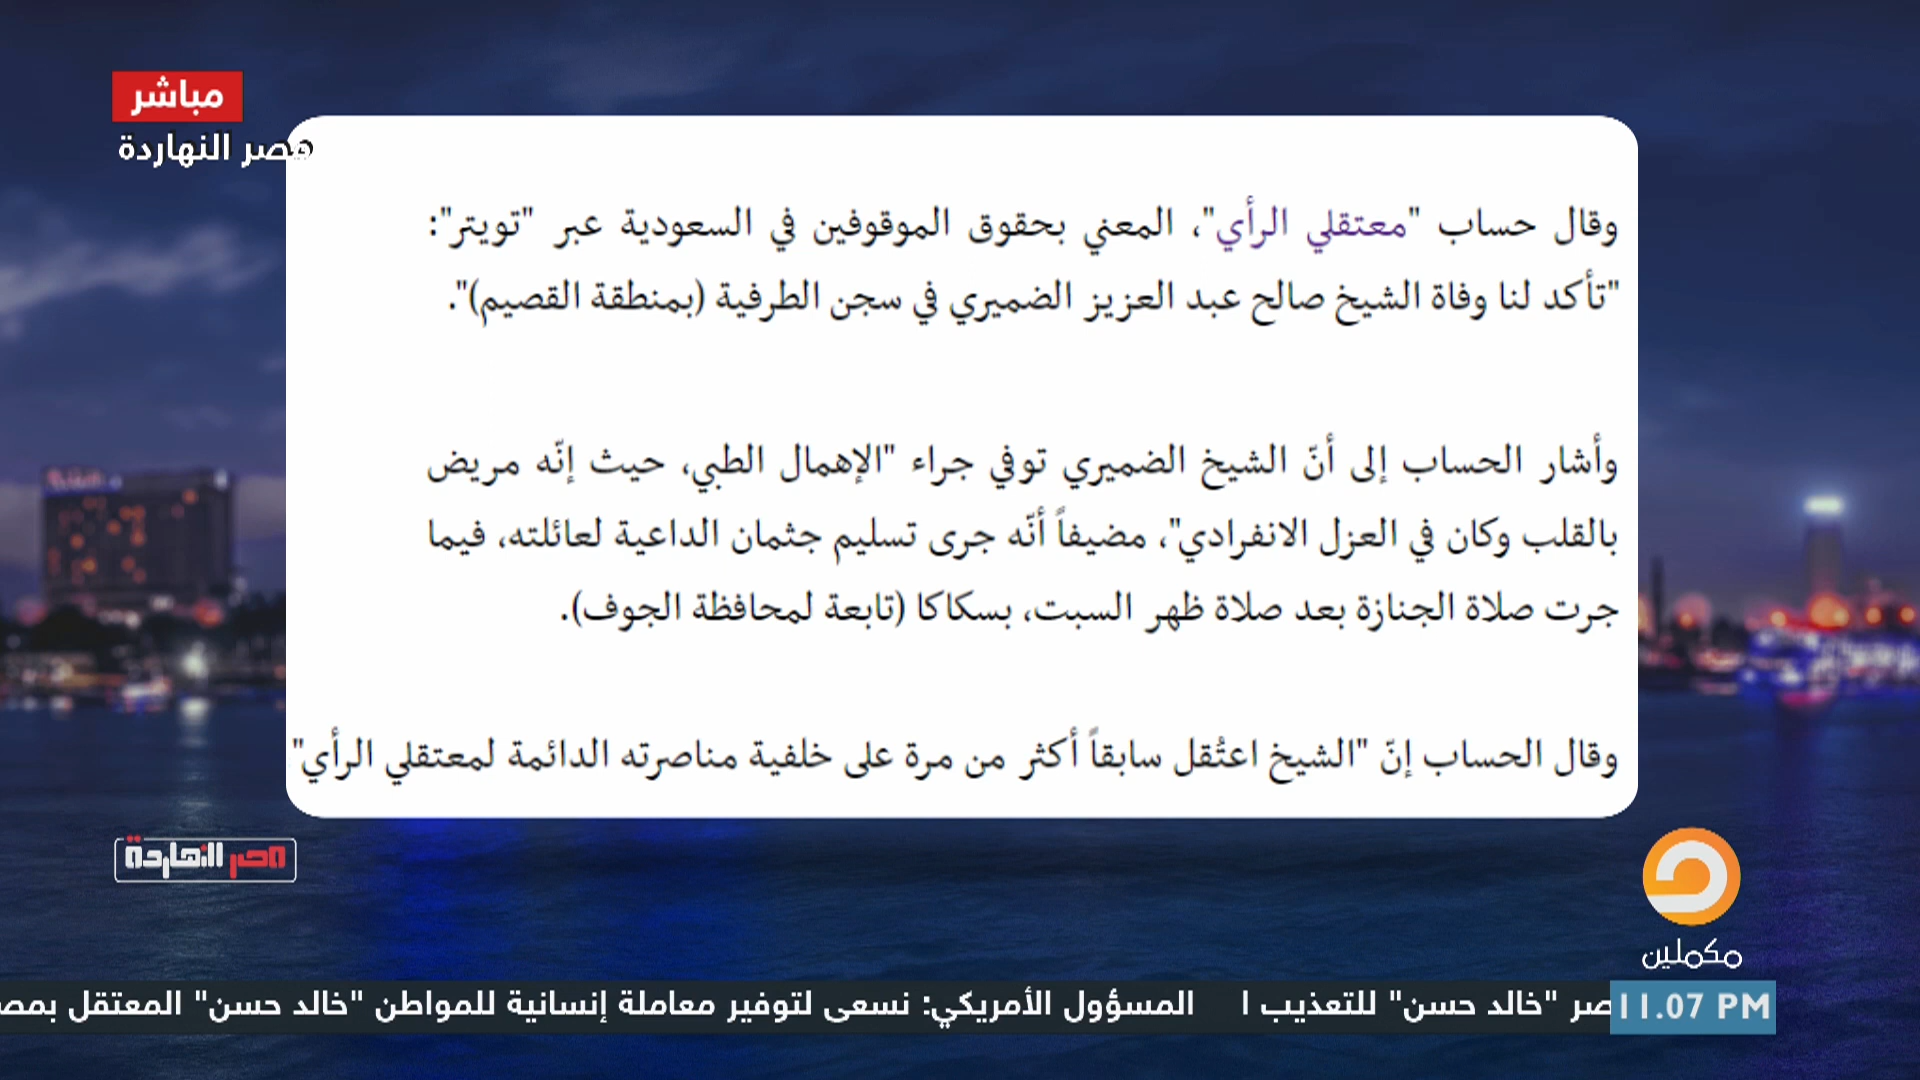 مباشر
مصر النهاردة
وقال حساب "معتقلي الرأي"، المعني بحقوق الموقوفين في السعودية عبر "تويتر":
"تأكد لنا وفاة الشيخ صالح عبد العزيز الضميري في سجن الطرفية (بمنطقة القصيم)".
وأشار الحساب إلى أنّ الشيخ الضميري توفي جراء "الإهمال الطبي، حيث إنّه مريض
بالقلب وكان في العزل الانفرادي"، مضيفاً أنّه جرى تسليم جثمان الداعية لعائلته، فيما
جرت صلاة الجنازة بعد صلاة ظهر السبت، بسكاكا (تابعة لمحافظة الجوف).
وقال الحساب إنّ "الشيخ اعتُقل سابقاً أكثر من مرة على خلفية مناصرته الدائمة لمعتقلي الرأي"
مصر النهاردة
مكملين
صر "خالد حسن" للتعذيب ا المسؤول الأمريكي: نسعى لتوفير معاملة إنسانية للمواطن "خالد حسن" المعتقل بمص
11.07 PM